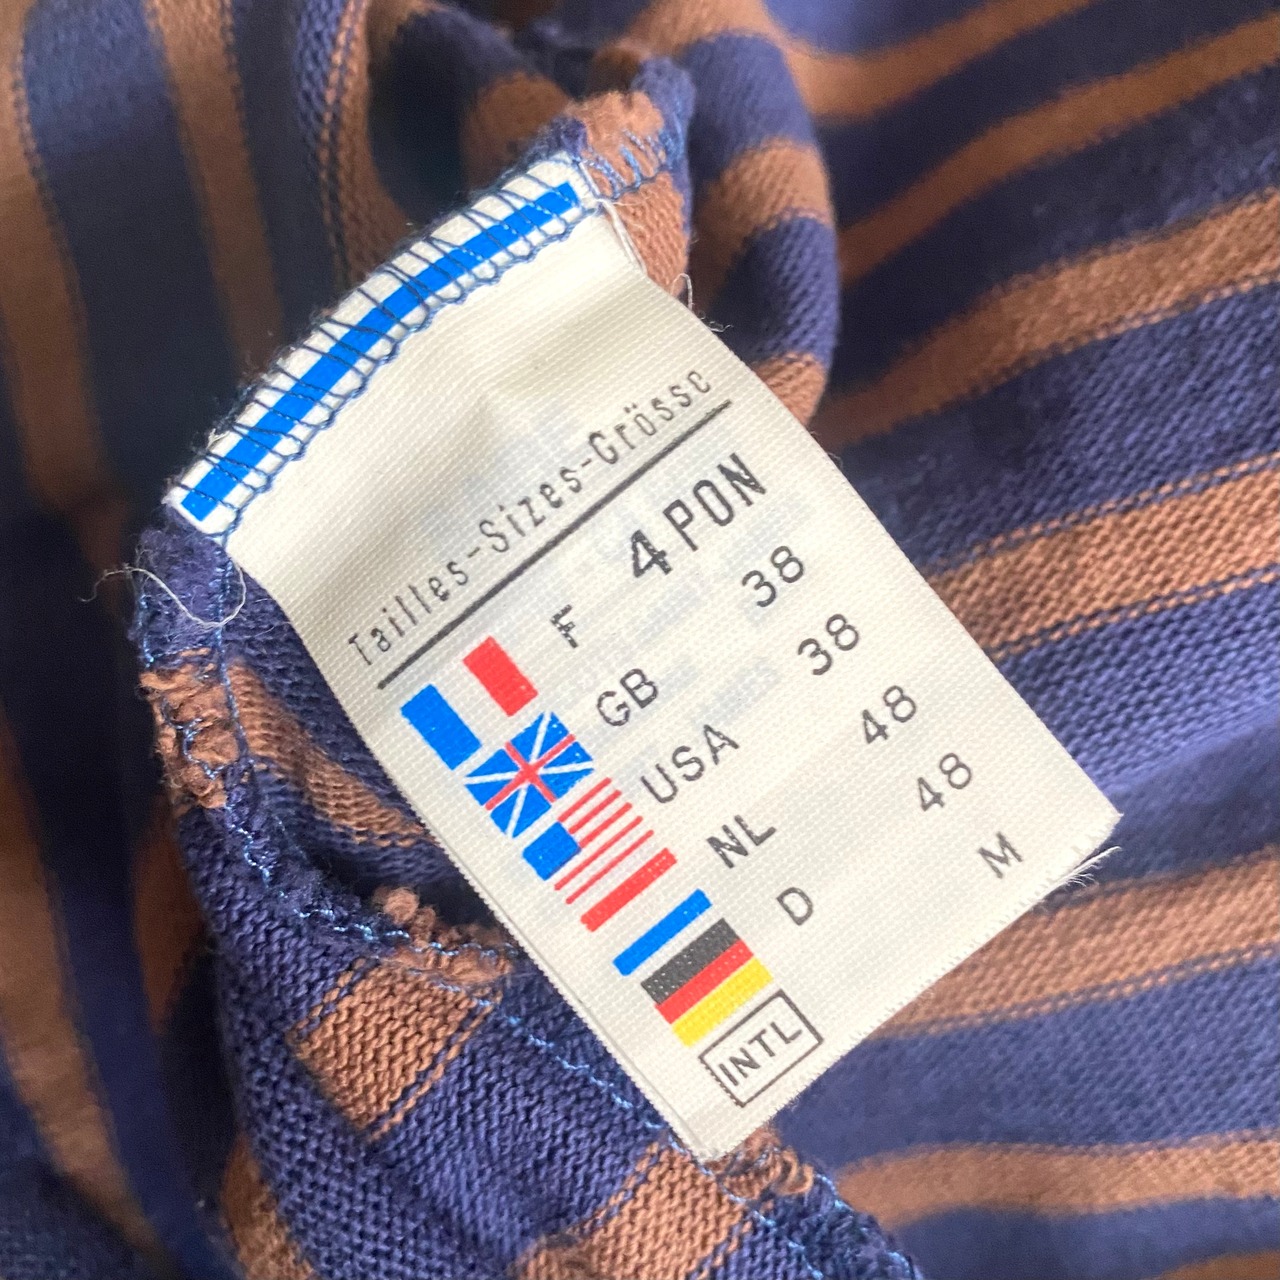 Tailles-Sizes-Grösse
F 4 PON
GB 38
USA 38
NL 48
D 48
INTL M